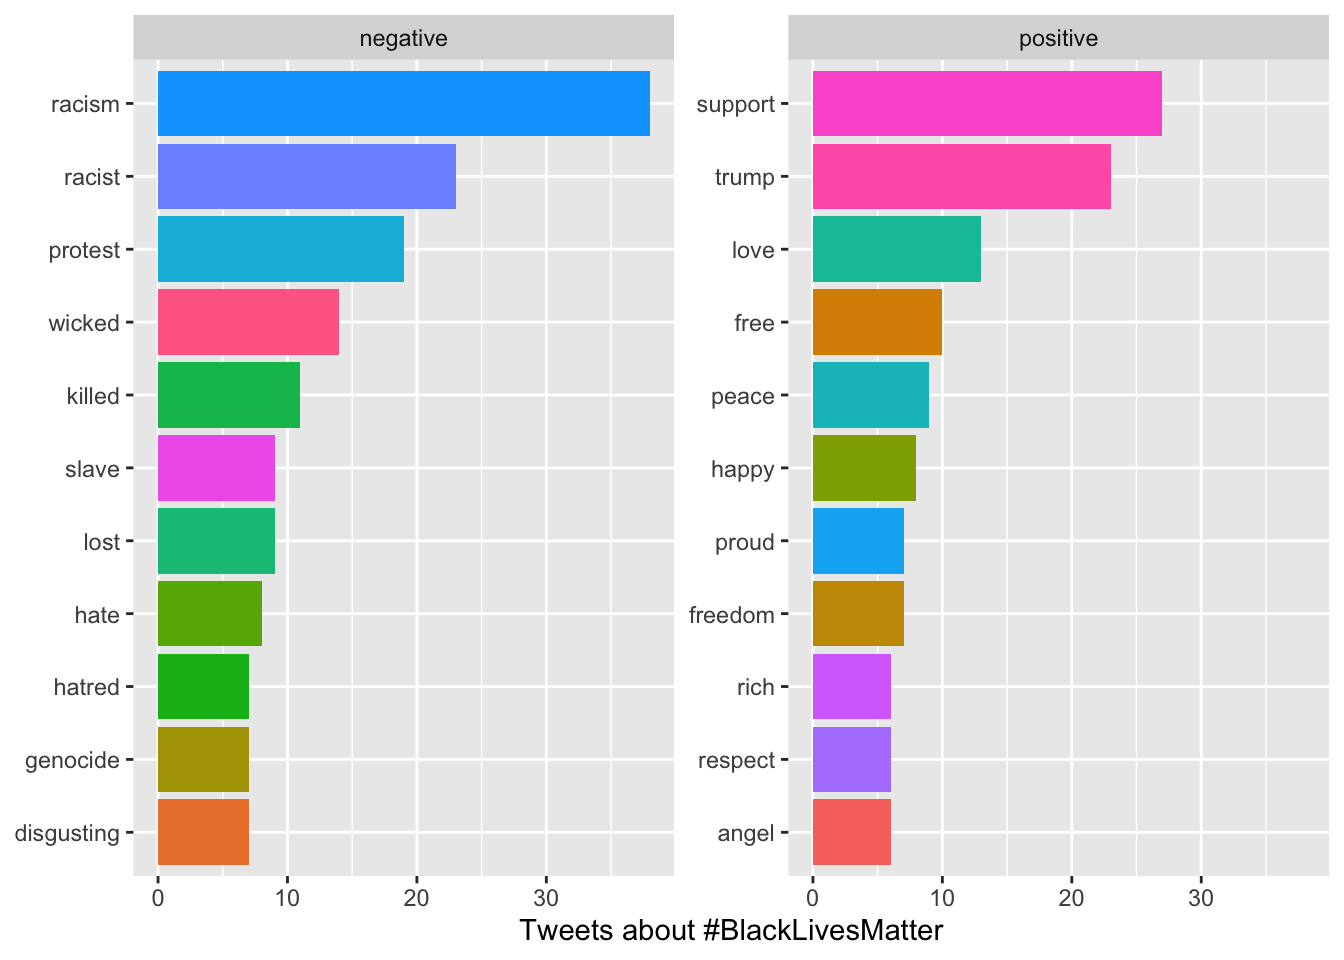 negative
positive
racism
racist
protest
wicked
killed
slave
lost
hate
hatred
genocide
disgusting
support
trump
love
free
peace
happy
proud
freedom
rich
respect
angel
0 10 20 30
0 10 20 30
Tweets about #BlackLivesMatter